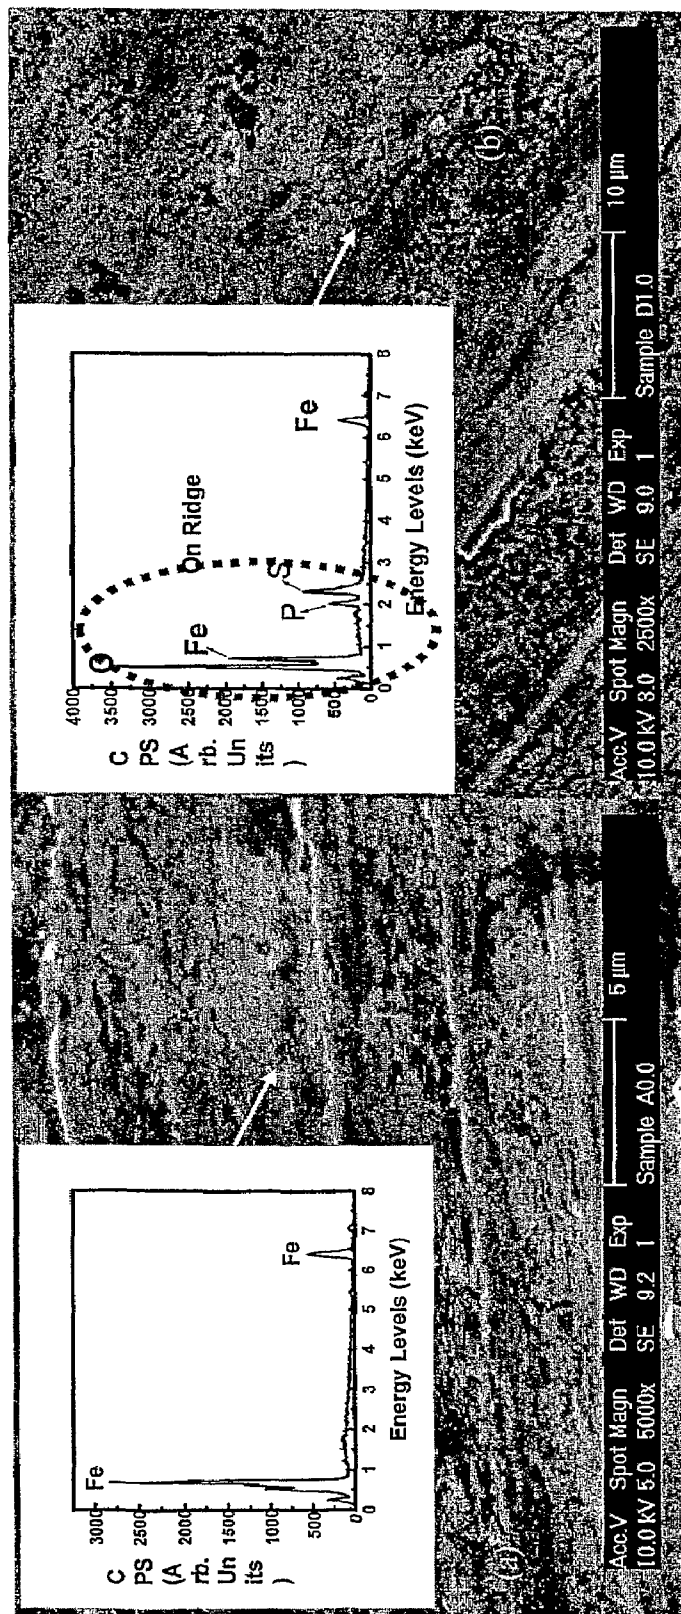 3000
2500
2000
1500
1000
500
0
C
PS
(A
rb.
Un
its
)
Fe
Fe
0 1 2 3 4 5 6 7 8
Energy Levels (keV)
(a)
Acc.V Spot Magn Det WD Exp
10.0 kV 5.0 5000x SE 9.2 1
5 µm
Sample A0.0
4000
3500
3000
2500
2000
1500
1000
500
0
C
PS
(A
rb.
Un
its
)
O
Fe
P
S
On Ridge
Fe
0 1 2 3 4 5 6 7 8
Energy Levels (keV)
(b)
Acc.V Spot Magn Det WD Exp
10.0 kV 3.0 2500x SE 9.0 1
10 µm
Sample D1.0